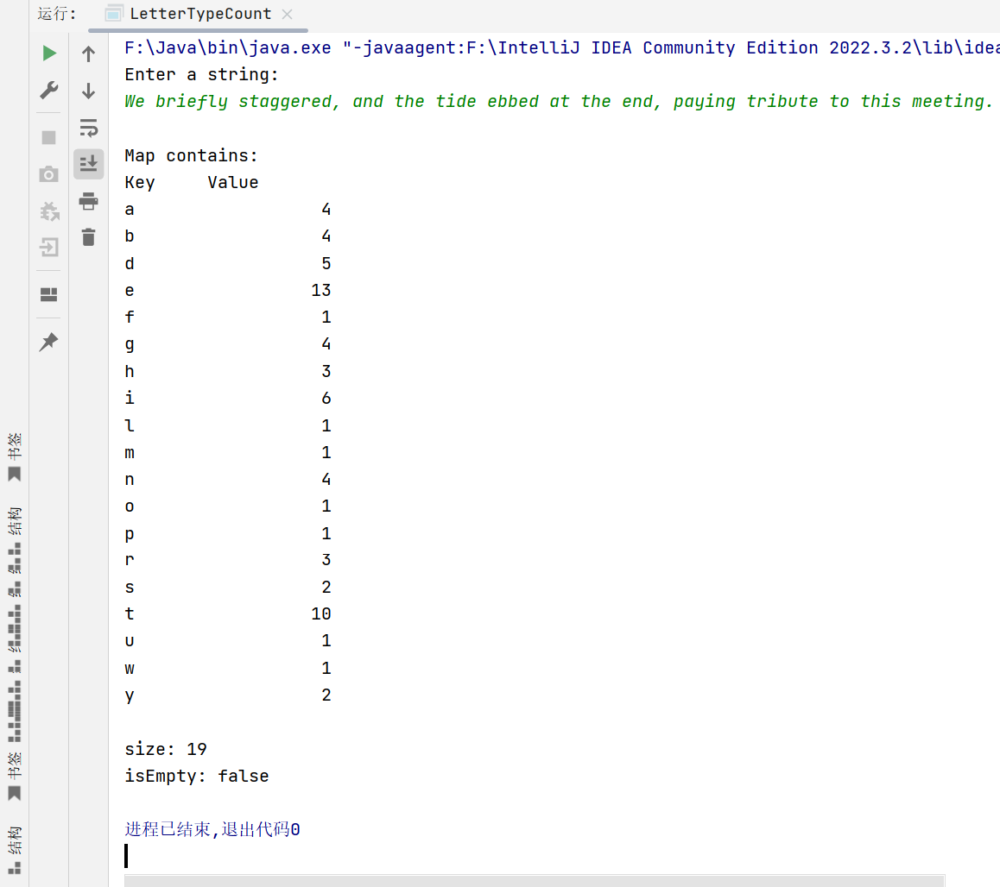 运行: LetterTypeCount
F:\Java\bin\java.exe "-javaagent:F:\IntelliJ IDEA Community Edition 2022.3.2\lib\idea
Enter a string:
We briefly staggered, and the tide ebbed at the end, paying tribute to this meeting.
Map contains:
Key Value
a 4
b 4
d 5
e 13
f 1
g 4
h 3
i 6
l 1
m 1
n 4
o 1
p 1
r 3
s 2
t 10
u 1
w 1
y 2
size: 19
isEmpty: false
进程已结束,退出代码0
书签
结构
书签
结构